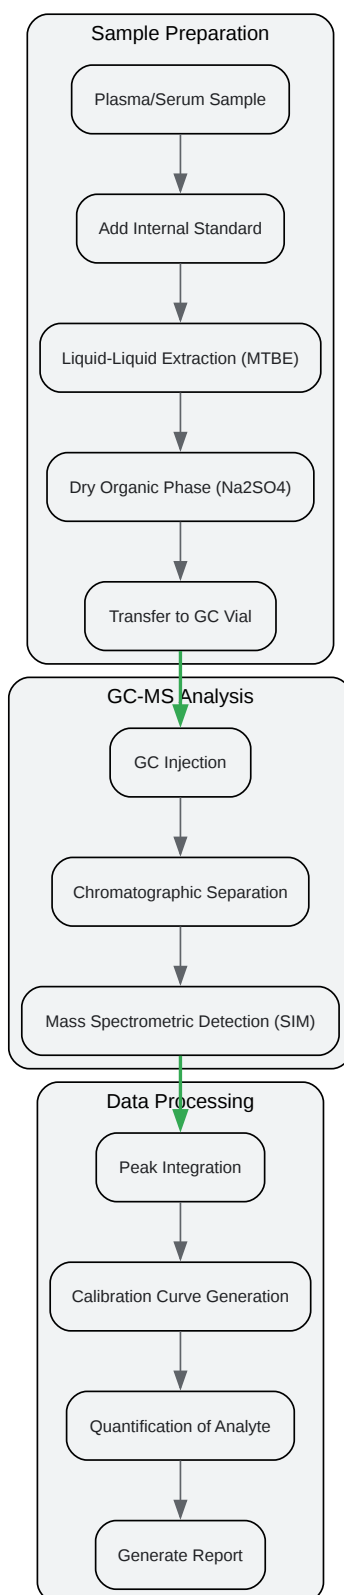 Sample Preparation
Plasma/Serum Sample
Add Internal Standard
Liquid-Liquid Extraction (MTBE)
Dry Organic Phase (Na2SO4)
Transfer to GC Vial
GC-MS Analysis
GC Injection
Chromatographic Separation
Mass Spectrometric Detection (SIM)
Data Processing
Peak Integration
Calibration Curve Generation
Quantification of Analyte
Generate Report